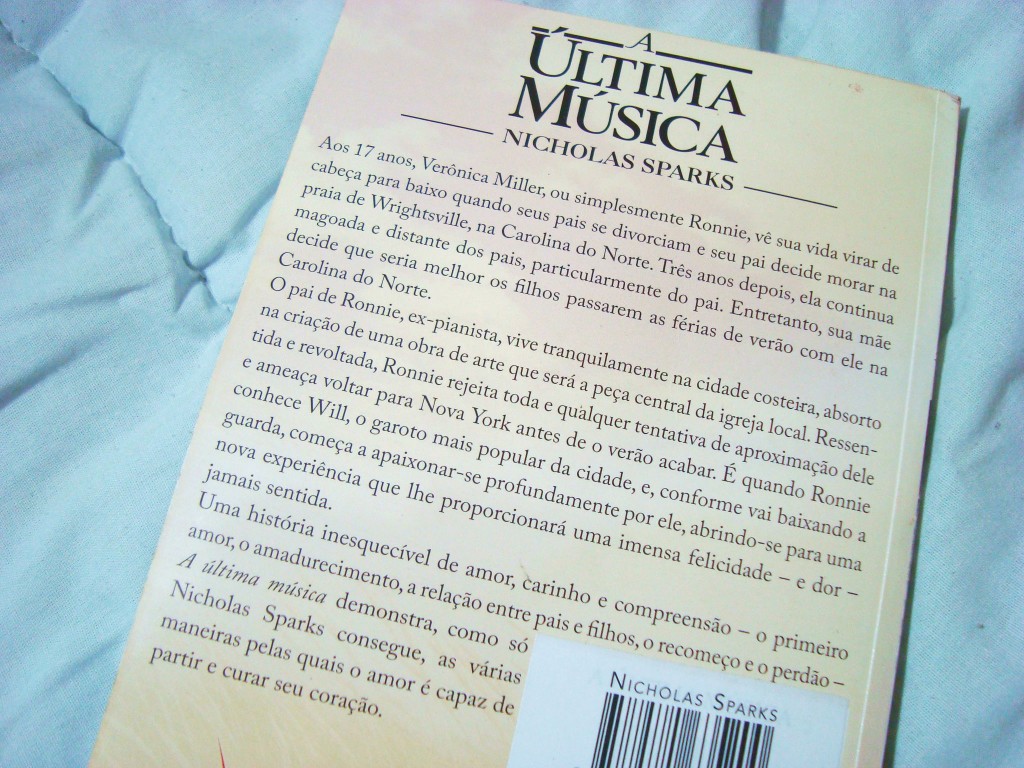 A
ÚLTIMA
MÚSICA
NICHOLAS SPARKS
Aos 17 anos, Verônica Miller, ou simplesmente Ronnie, vê sua vida virar de
cabeça para baixo quando seus pais se divorciam e seu pai decide morar na
praia de Wrightsville, na Carolina do Norte. Três anos depois, ela continua
magoada e distante dos pais, particularmente do pai. Entretanto, sua mãe
decide que seria melhor os filhos passarem as férias de verão com ele na
Carolina do Norte.
O pai de Ronnie, ex-pianista, vive tranquilamente na cidade costeira, absorto
na criação de uma obra de arte que será a peça central da igreja local. Ressen-
tida e revoltada, Ronnie rejeita toda e qualquer tentativa de aproximação dele
e ameaça voltar para Nova York antes de o verão acabar. É quando Ronnie
conhece Will, o garoto mais popular da cidade, e, conforme vai baixando a
guarda, começa a apaixonar-se profundamente por ele, abrindo-se para uma
nova experiência que lhe proporcionará uma imensa felicidade – e dor –
jamais sentida.
Uma história inesquecível de amor, carinho e compreensão – o primeiro
amor, o amadurecimento, a relação entre pais e filhos, o recomeço e o perdão –
A última música demonstra, como só
Nicholas Sparks consegue, as várias
maneiras pelas quais o amor é capaz de
partir e curar seu coração.
NICHOLAS SPARKS